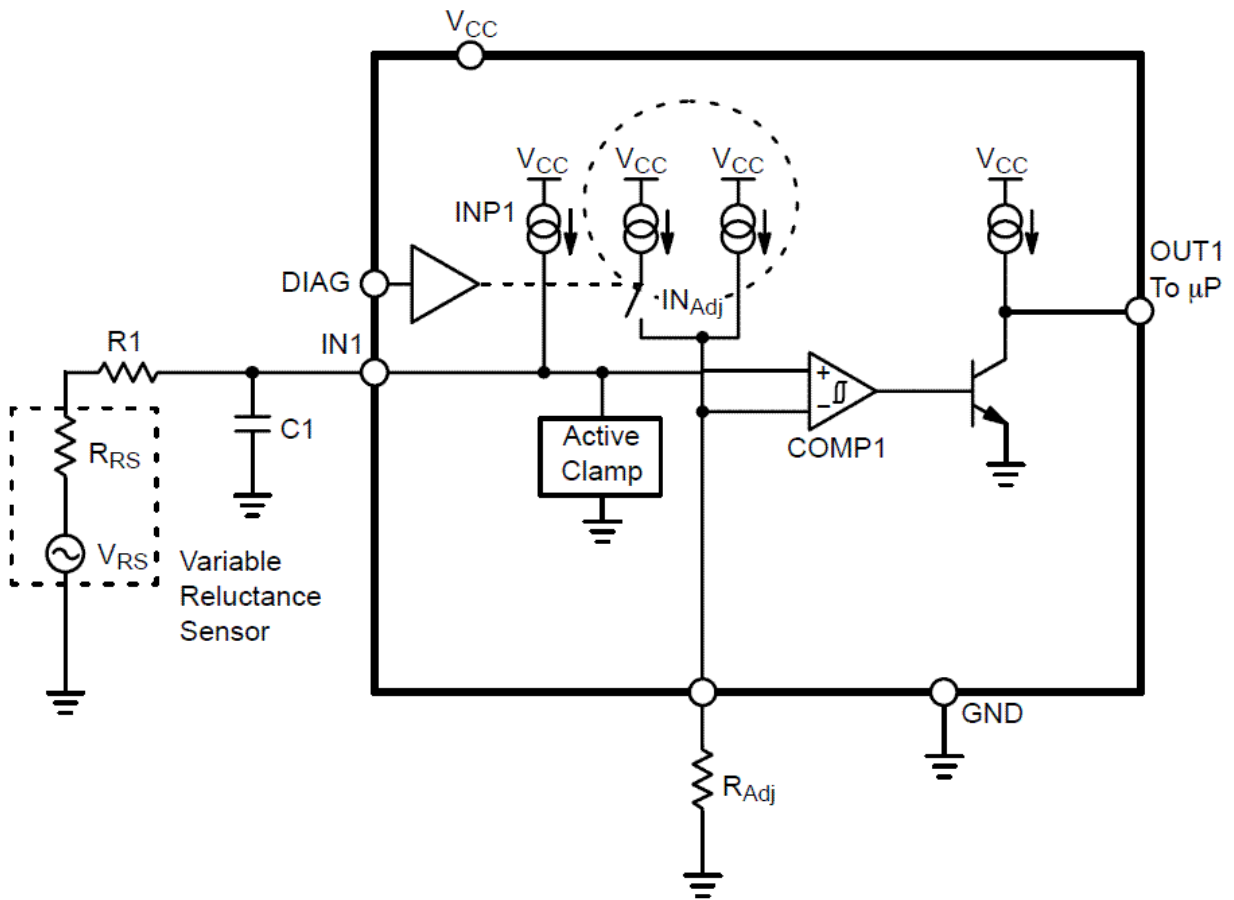 VCC
VCC
VCC
VCC
VCC
INP1
OUT1
To μP
DIAG
INAdj
IN1
R1
+
−
C1
Active
Clamp
COMP1
RRS
VRS
Variable
Reluctance
Sensor
GND
RAdj